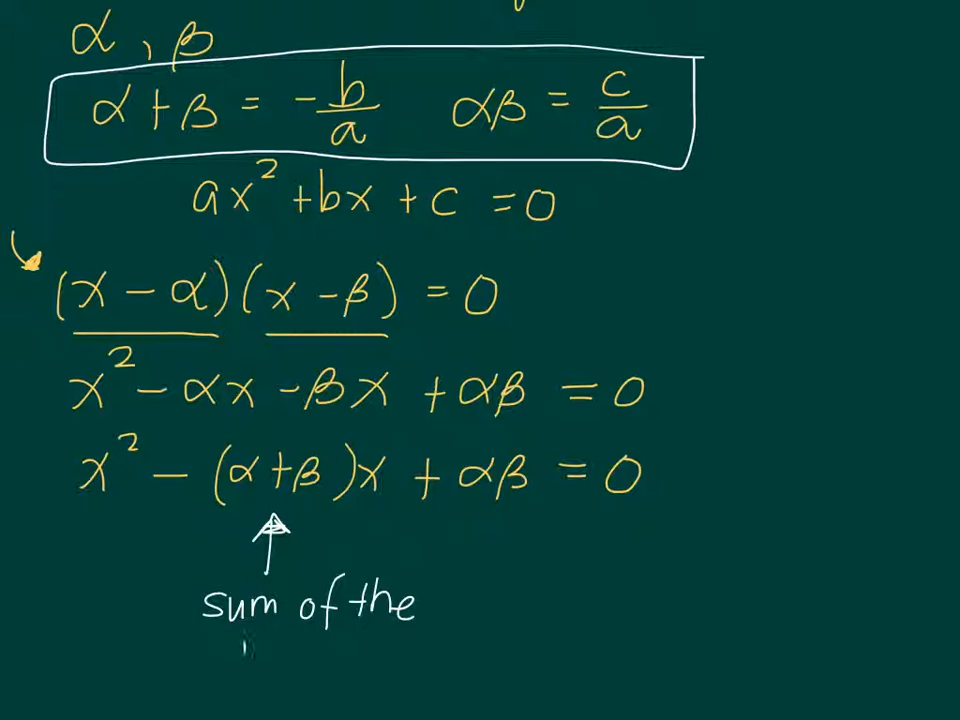 α , β
α + β = -b/a αβ = c/a
ax² + bx + c = 0
(x - α)(x - β) = 0
x² - αx - βx + αβ = 0
x² - (α + β)x + αβ = 0
sum of the